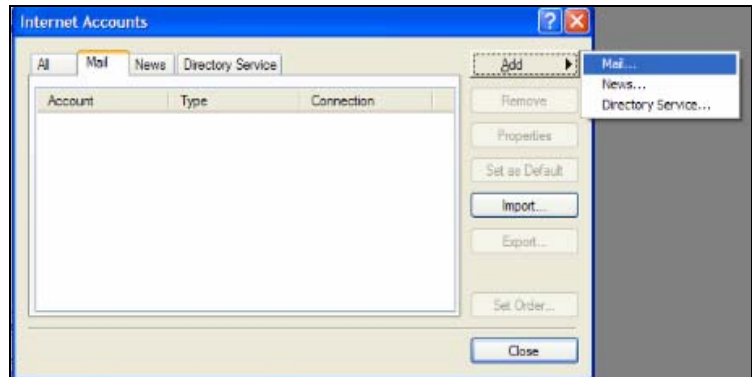 Internet Accounts
All Mail News Directory Service
Add
Mail...
News...
Directory Service...
Account Type Connection
Remove
Properties
Set as Default
Import...
Export...
Set Order...
Close